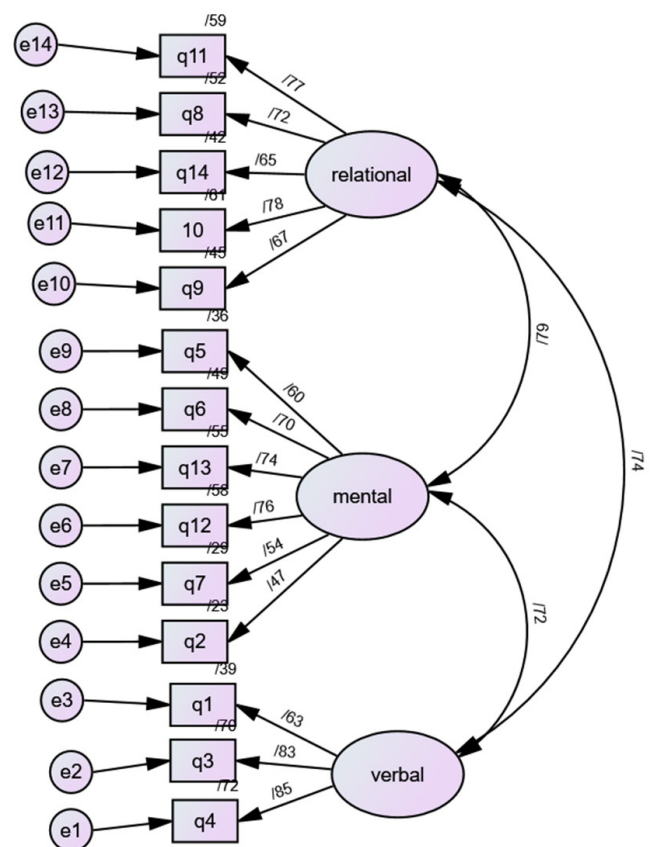 /59
e14 q11 /77
/52
e13 q8 /72
/42
e12 q14 /65 relational
/61
e11 10 /78
/45
e10 q9 /67
/36
e9 q5 /60
/49
e8 q6 /70
/55
e7 q13 /74
/58
e6 q12 /76 mental
/29
e5 q7 /54
/23
e4 q2 /47
/39
e3 q1 /63
/70
e2 q3 /83 verbal
/72
e1 q4 /85
/79
/74
/72